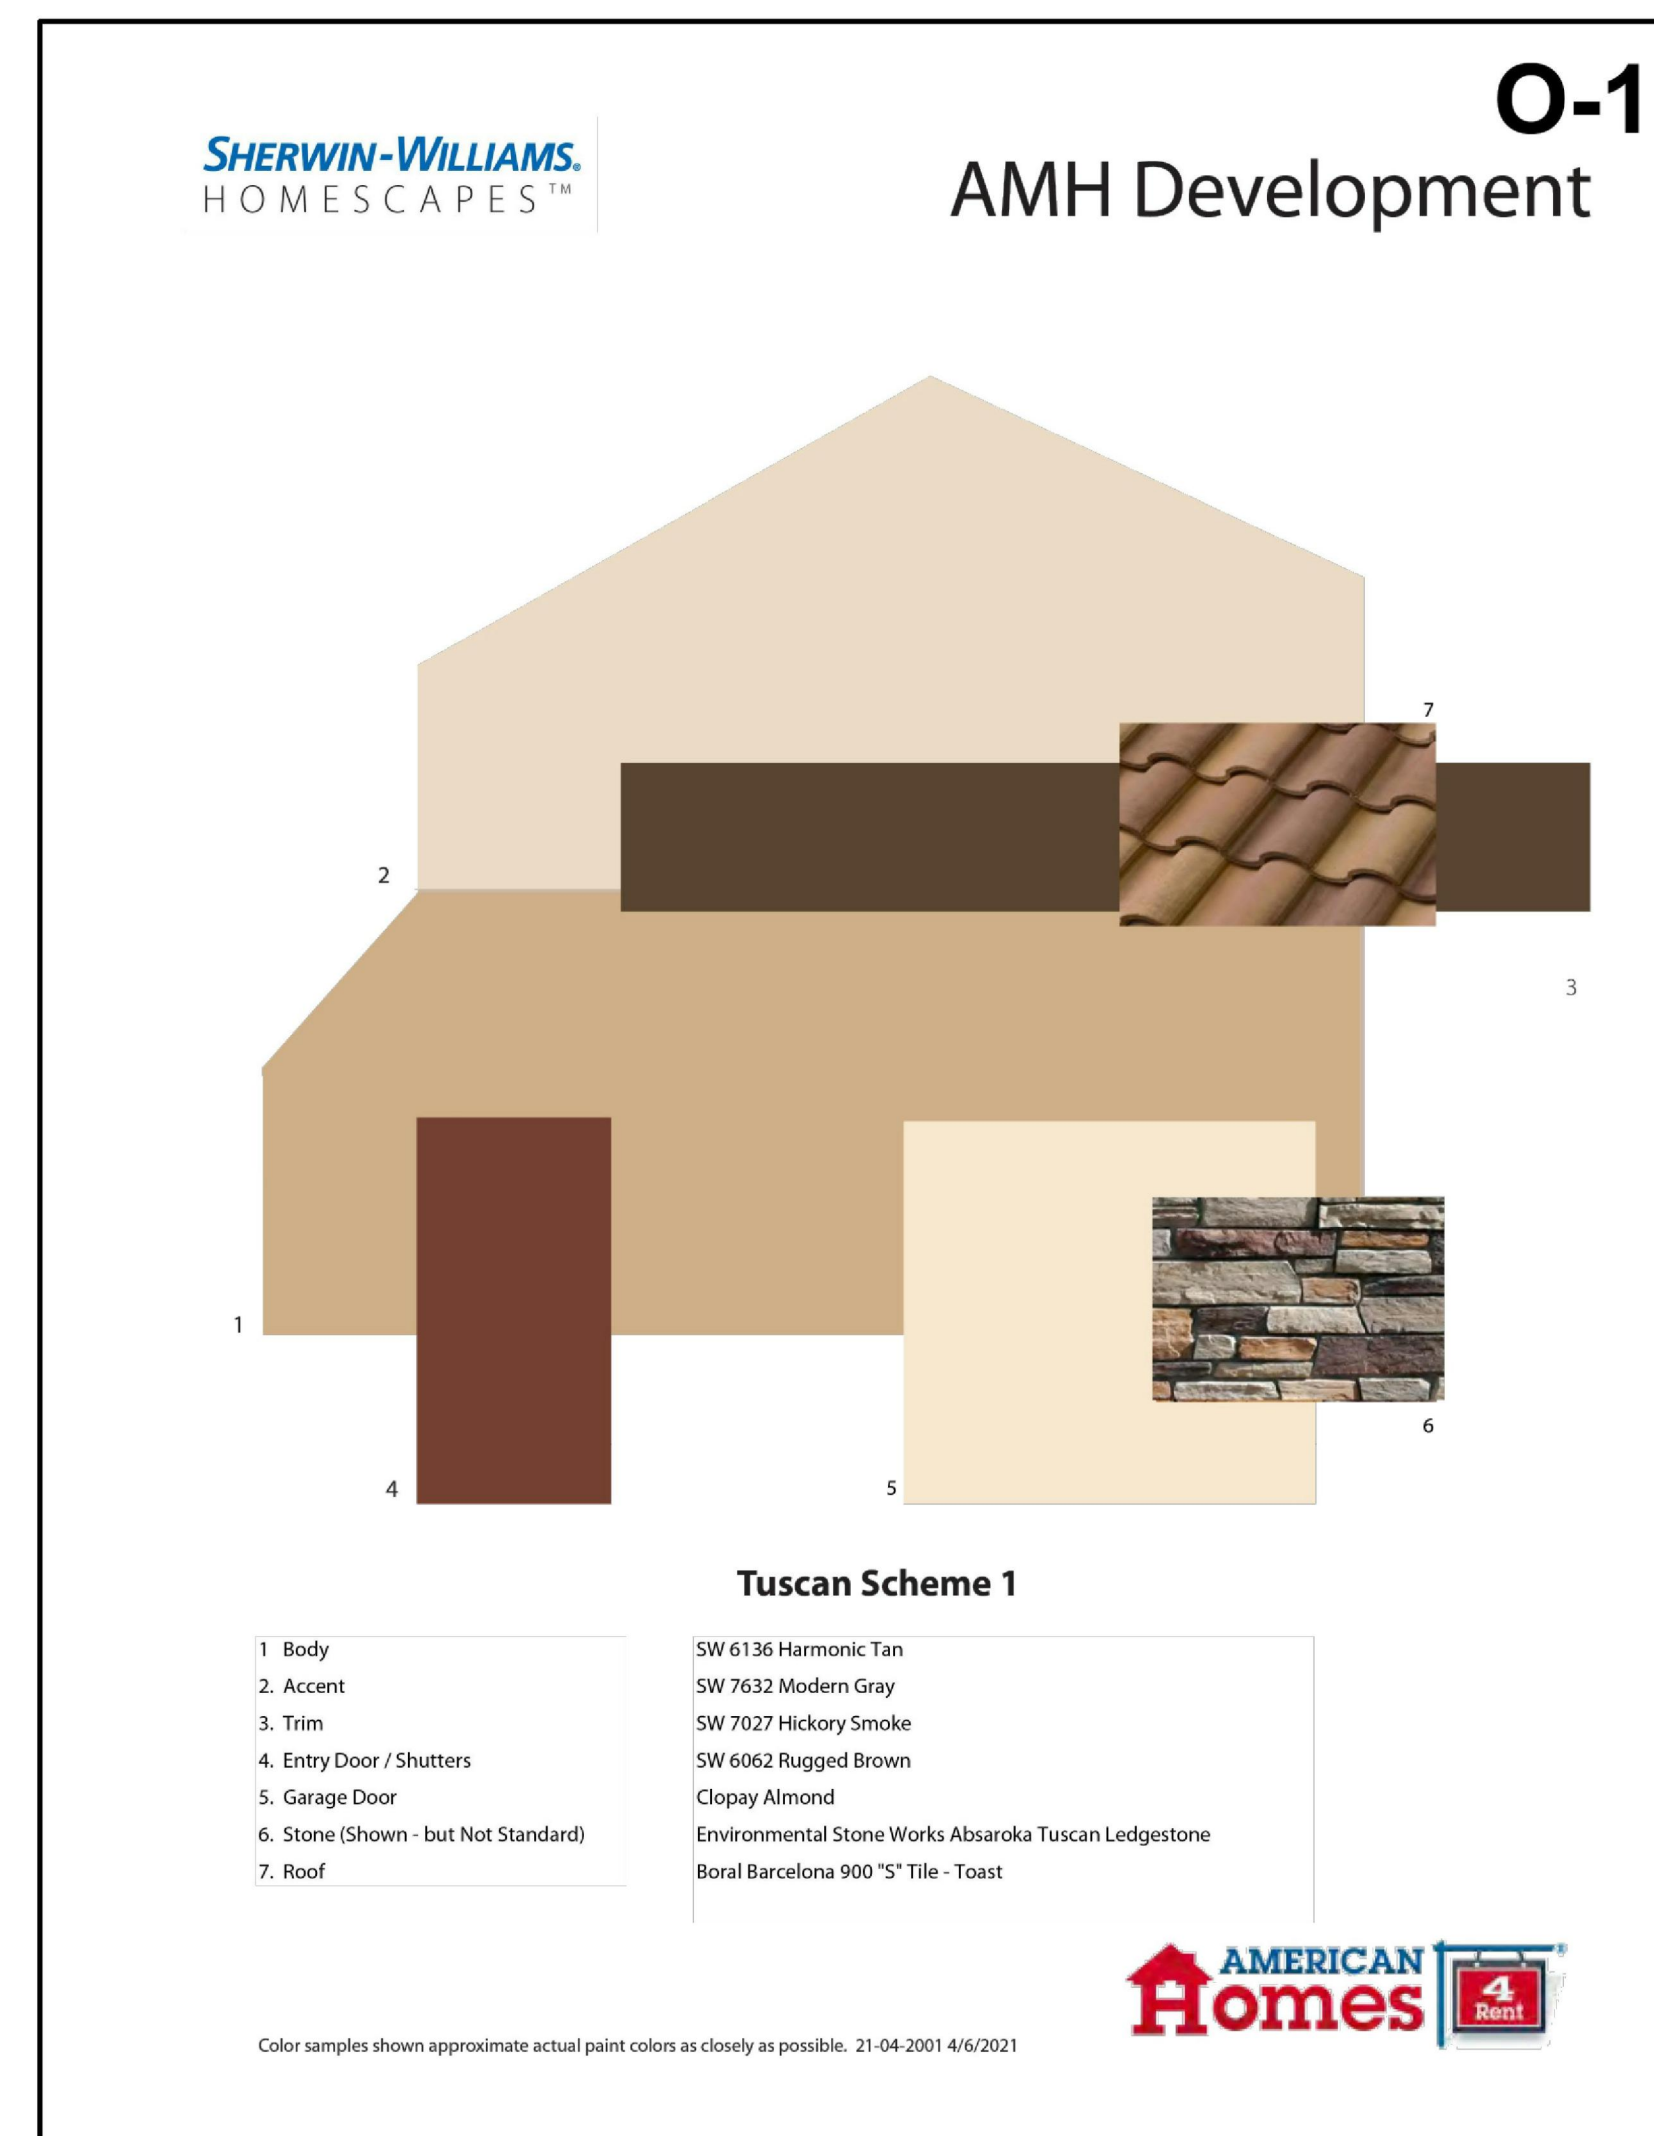 O-1
SHERWIN-WILLIAMS®
HOMESCAPES™
AMH Development
7
2
3
1
6
4
5
Tuscan Scheme 1
1 Body SW 6136 Harmonic Tan
2. Accent SW 7632 Modern Gray
3. Trim SW 7027 Hickory Smoke
4. Entry Door / Shutters SW 6062 Rugged Brown
5. Garage Door Clopay Almond
6. Stone (Shown - but Not Standard) Environmental Stone Works Absaroka Tuscan Ledgestone
7. Roof Boral Barcelona 900 "S" Tile - Toast
AMERICAN
Homes
4
Rent
Color samples shown approximate actual paint colors as closely as possible. 21-04-2001 4/6/2021